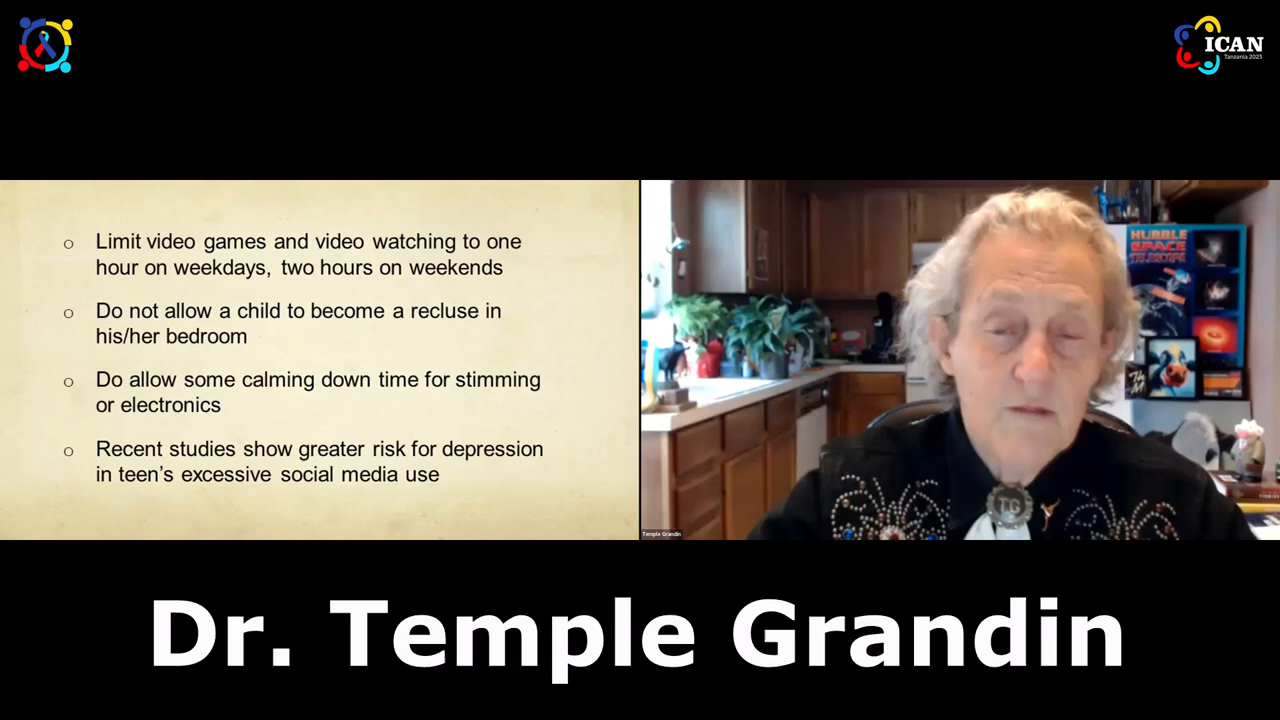 ICAN
Tanzania 2023
○ Limit video games and video watching to one
hour on weekdays, two hours on weekends
○ Do not allow a child to become a recluse in
his/her bedroom
○ Do allow some calming down time for stimming
or electronics
○ Recent studies show greater risk for depression
in teen’s excessive social media use
HUBBLE
SPACE
TELESCOPE
TG
Temple Grandin
Dr. Temple Grandin